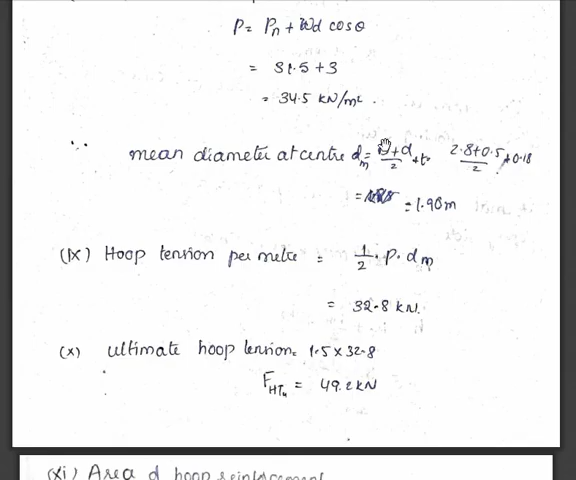 P = Pn + Wd cosθ
= 31.5 + 3
= 34.5 KN/m².
∵ mean diameter at centre dm = D+d/2 +t. 2.8+0.5/2 +0.18
= = 1.98m
(IX) Hoop tension per metre = 1/2 . P. dm
= 32.8 KN.
(X) ultimate hoop tension = 1.5 x 32.8
FHTu = 49.2 KN
(xi) Area of hoop reinforcement